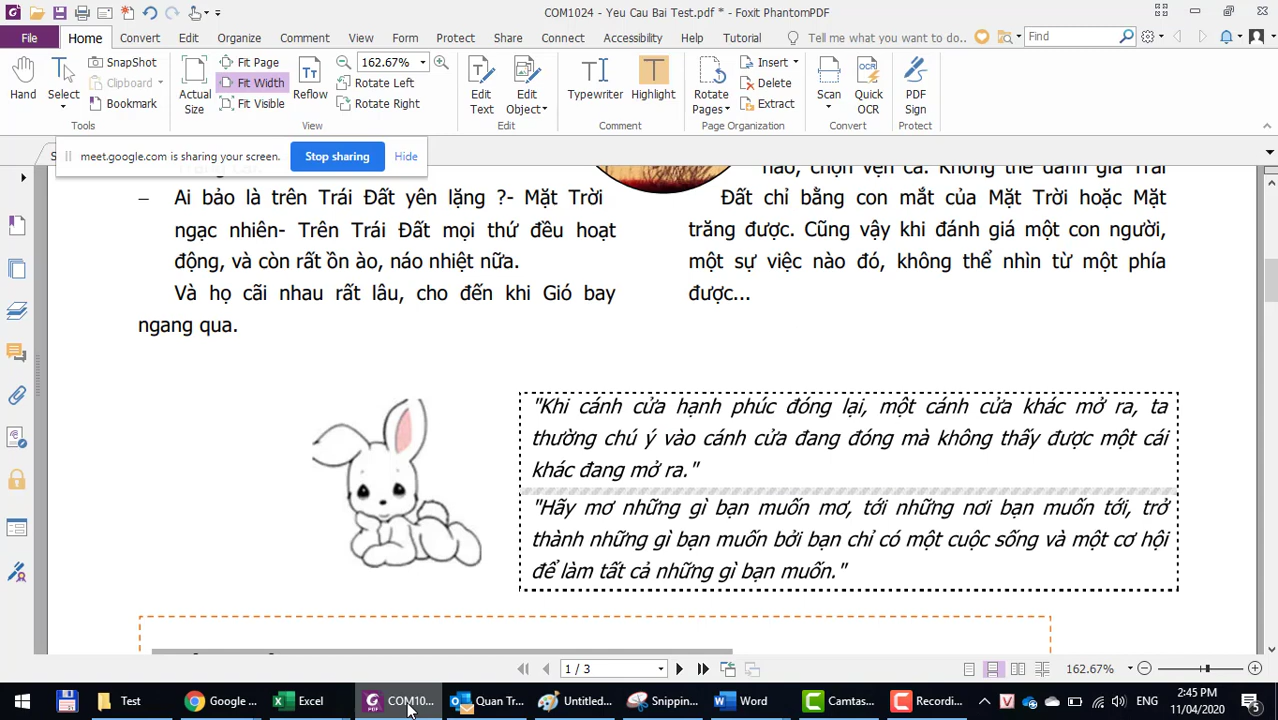 COM1024 - Yeu Cau Bai Test.pdf * - Foxit PhantomPDF
File Home Convert Edit Organize Comment View Form Protect Share Connect Accessibility Help Tutorial Tell me what you want to do... Find
Hand
Select
SnapShot
Clipboard
Bookmark
Tools
Actual Size
Fit Page
Fit Width
Fit Visible
Reflow
162.67%
Rotate Left
Rotate Right
View
Edit Text
Edit Object
Edit
Typewriter
Highlight
Comment
Rotate Pages
Insert
Delete
Extract
Page Organization
Scan
Quick OCR
Convert
PDF Sign
Protect
meet.google.com is sharing your screen. Stop sharing Hide
– Ai bảo là trên Trái Đất yên lặng ?- Mặt Trời
ngạc nhiên- Trên Trái Đất mọi thứ đều hoạt
động, và còn rất ồn ào, náo nhiệt nữa.
Và họ cãi nhau rất lâu, cho đến khi Gió bay
ngang qua.
nào, chọn vẹn cả. Không thể đánh giá Trái
Đất chỉ bằng con mắt của Mặt Trời hoặc Mặt
trăng được. Cũng vậy khi đánh giá một con người,
một sự việc nào đó, không thể nhìn từ một phía
được...
"Khi cánh cửa hạnh phúc đóng lại, một cánh cửa khác mở ra, ta
thường chú ý vào cánh cửa đang đóng mà không thấy được một cái
khác đang mở ra."
"Hãy mơ những gì bạn muốn mơ, tới những nơi bạn muốn tới, trở
thành những gì bạn muốn bởi bạn chỉ có một cuộc sống và một cơ hội
để làm tất cả những gì bạn muốn."
1 / 3
162.67%
Test
Google ...
Excel
COM10...
Quan Tr...
Untitled...
Snippin...
Word
Camtas...
Recordi...
ENG
2:45 PM
11/04/2020
5